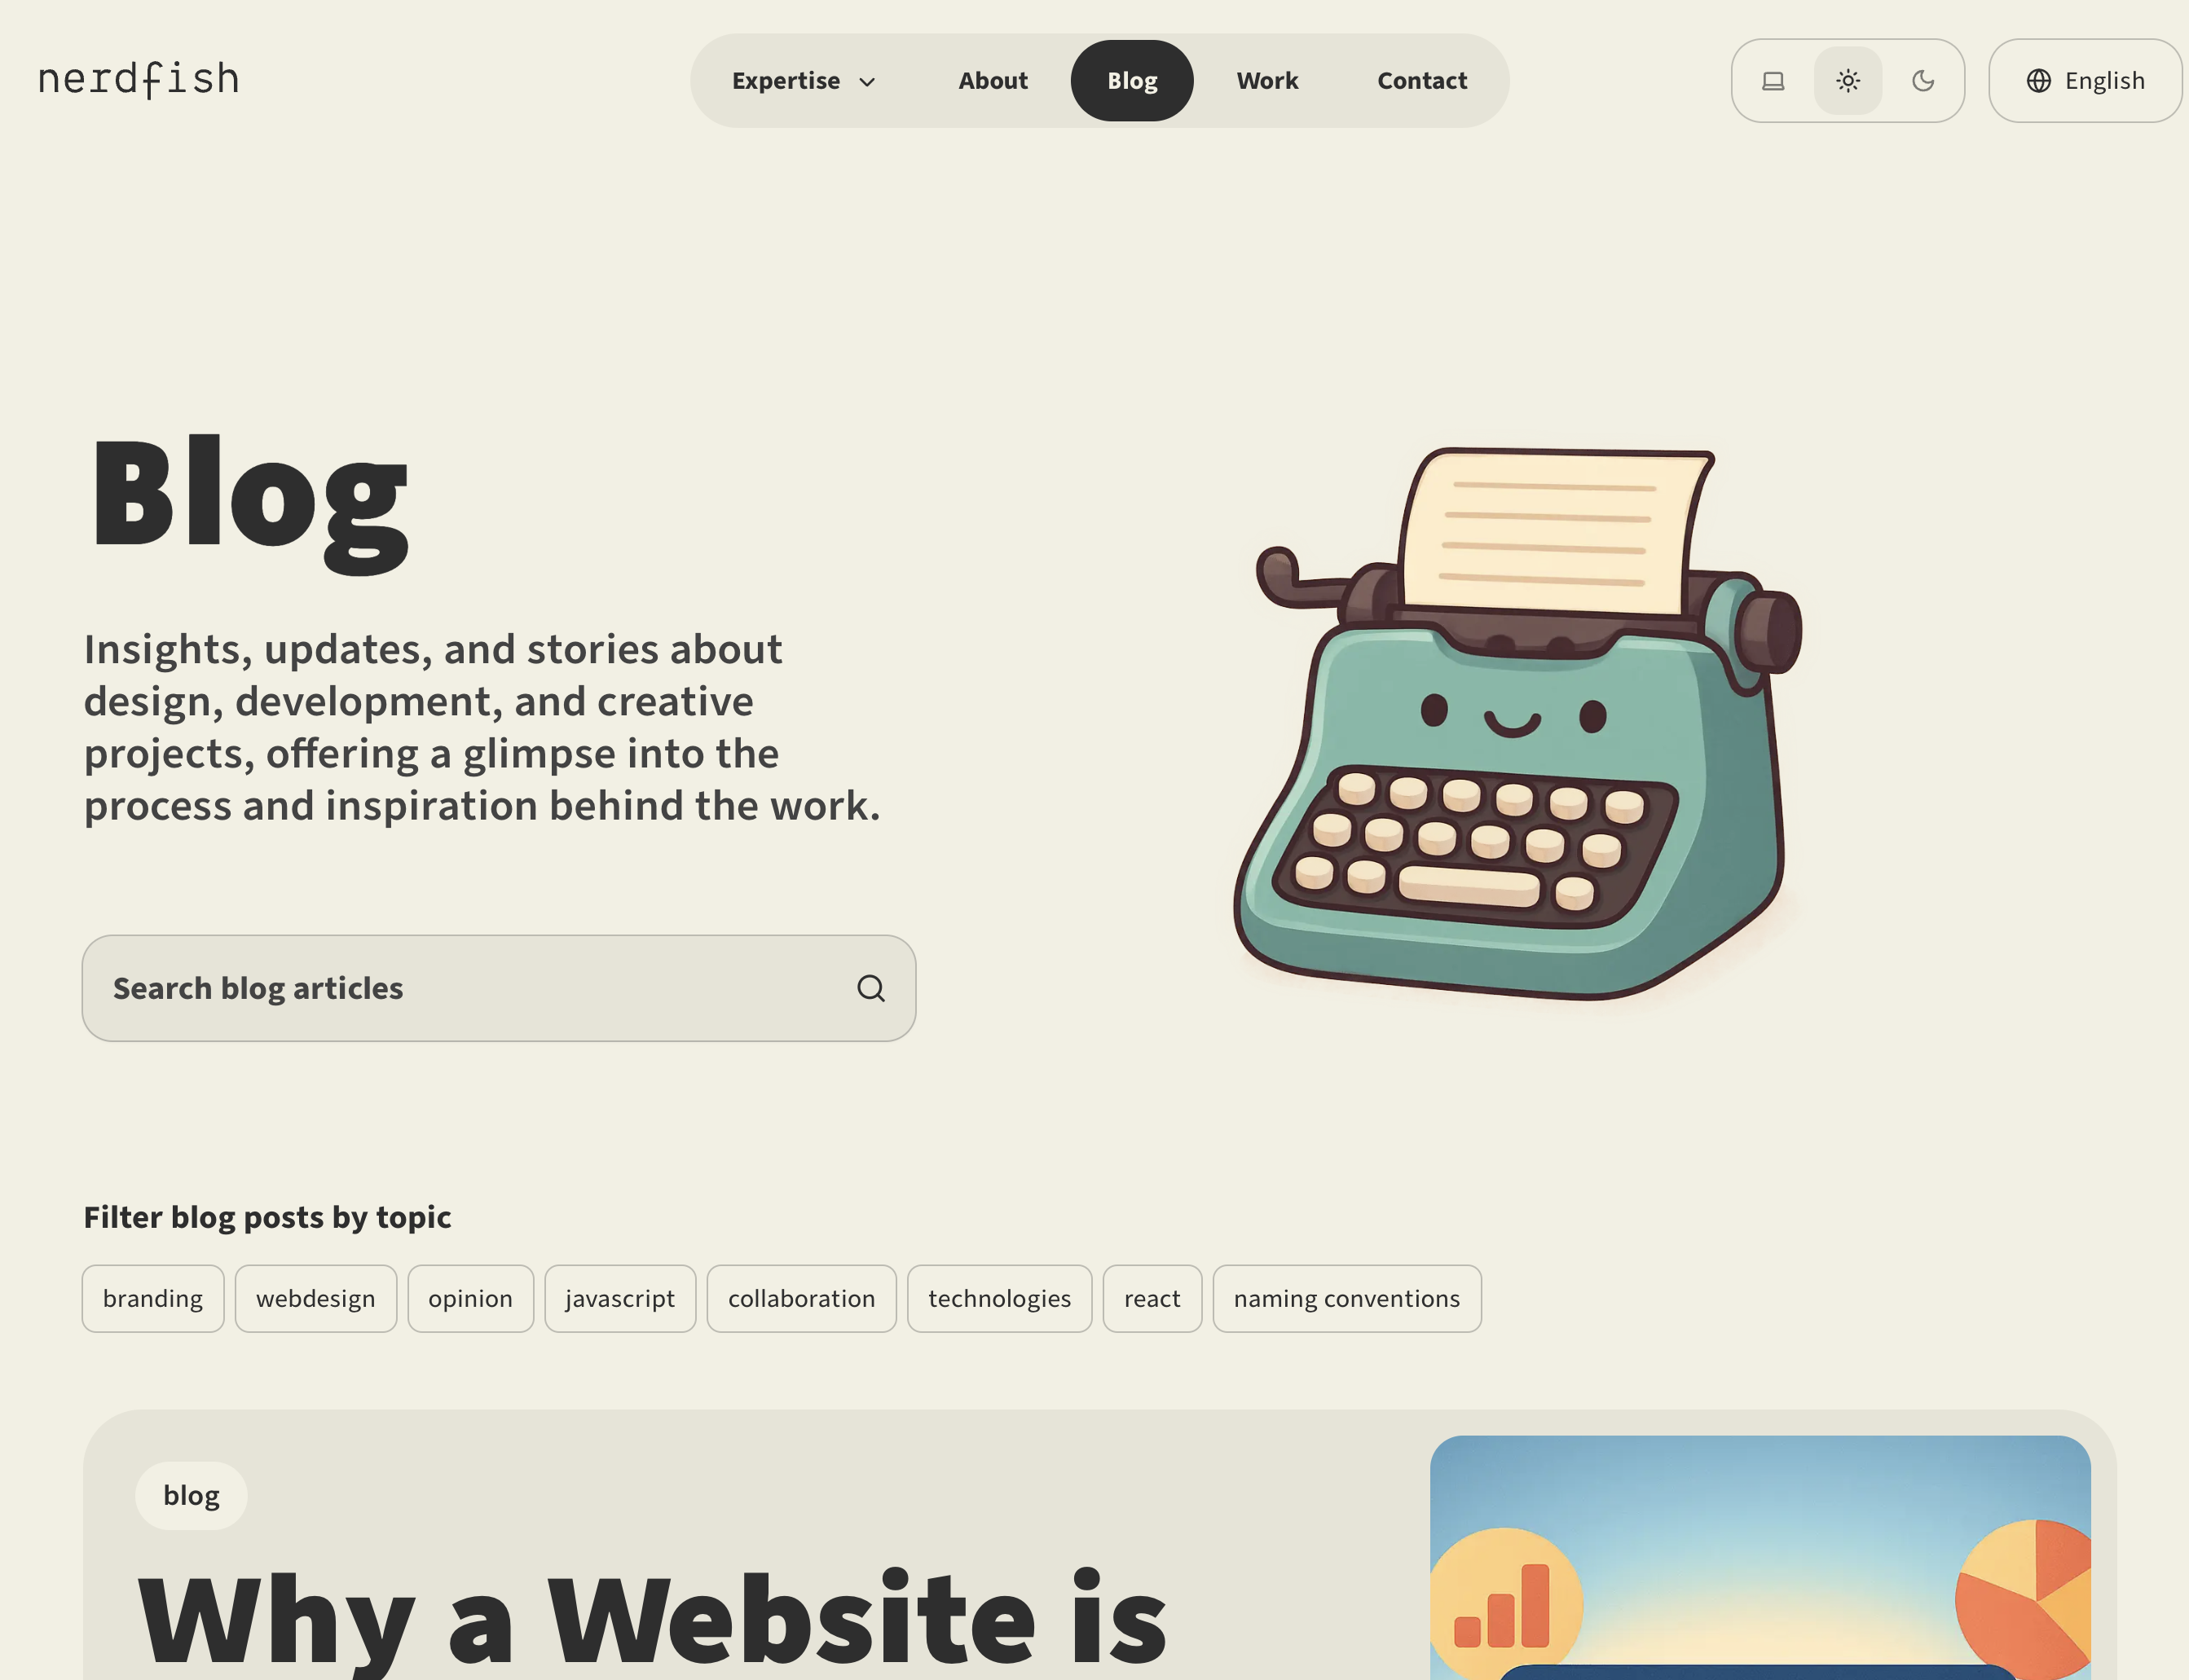 nerdfish
Expertise
About
Blog
Work
Contact
English
Blog
Insights, updates, and stories about
design, development, and creative
projects, offering a glimpse into the
process and inspiration behind the work.
Search blog articles
Filter blog posts by topic
branding
webdesign
opinion
javascript
collaboration
technologies
react
naming conventions
blog
Why a Website is